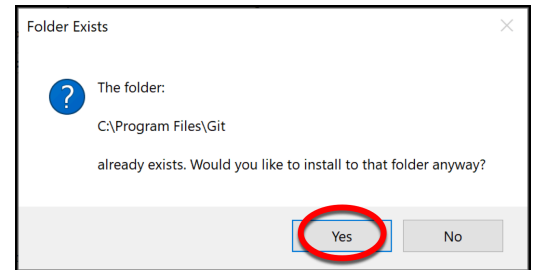 Folder Exists
The folder:
C:\Program Files\Git
already exists. Would you like to install to that folder anyway?
Yes No